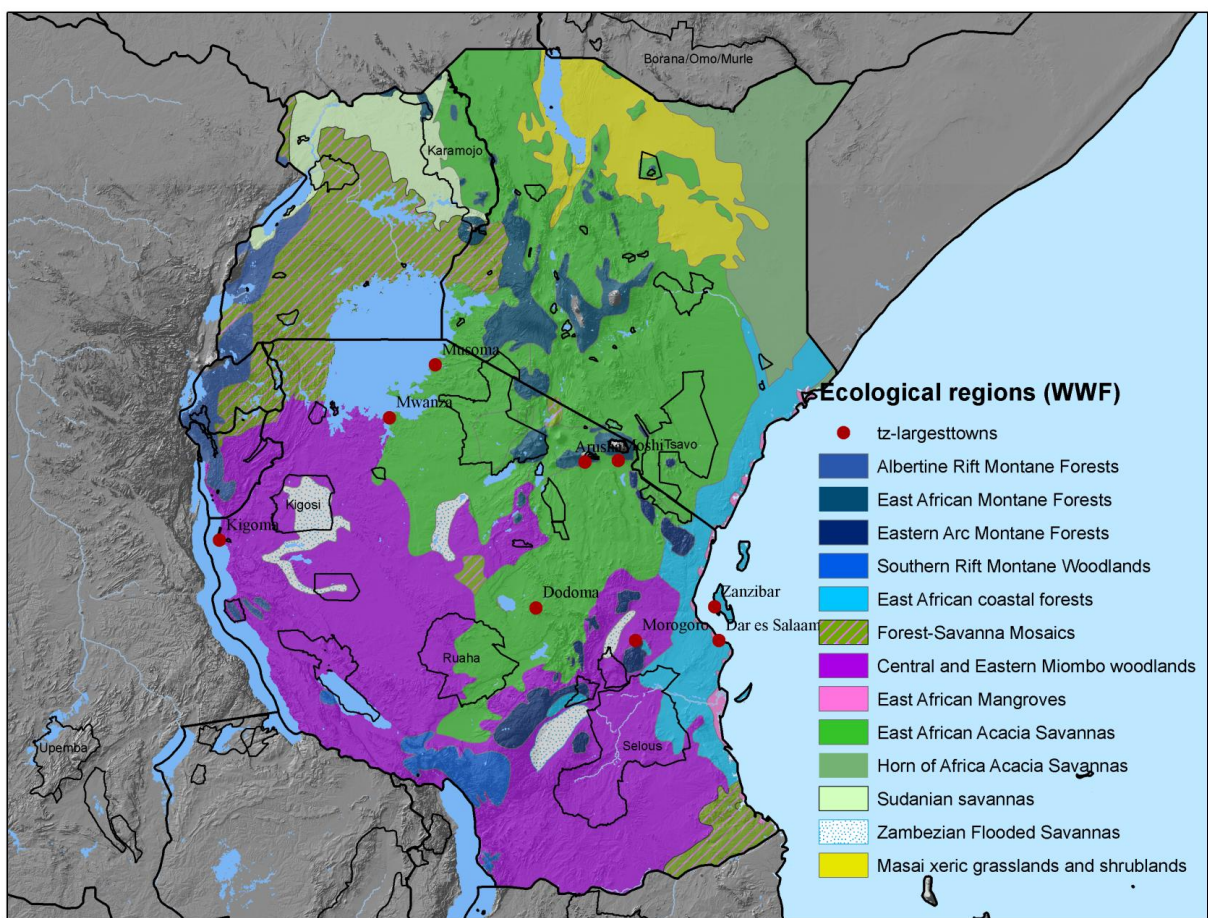 Borana/Omo/Murle
Karamojo
Musoma
Mwanza
Arusha
Moshi
Tsavo
Kigosi
Kigoma
Dodoma
Zanzibar
Morogoro
Dar es Salaam
Ruaha
Upemba
Selous
Ecological regions (WWF)
tz-largesttowns
Albertine Rift Montane Forests
East African Montane Forests
Eastern Arc Montane Forests
Southern Rift Montane Woodlands
East African coastal forests
Forest-Savanna Mosaics
Central and Eastern Miombo woodlands
East African Mangroves
East African Acacia Savannas
Horn of Africa Acacia Savannas
Sudanian savannas
Zambezian Flooded Savannas
Masai xeric grasslands and shrublands